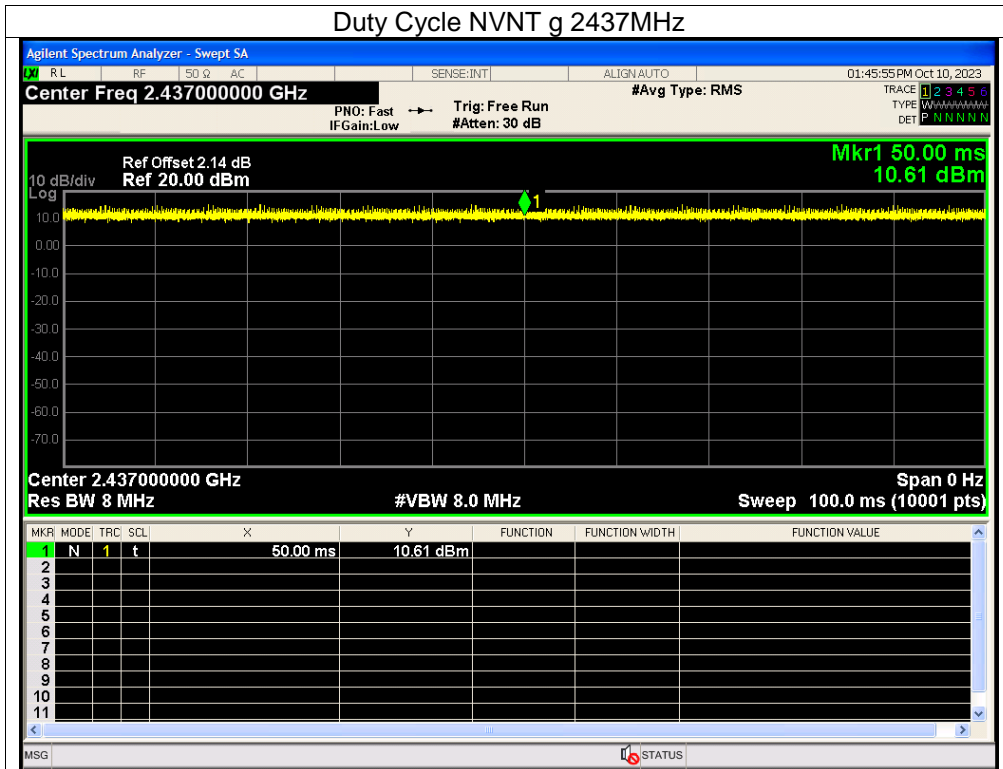 Duty Cycle NVNT g 2437MHz
Agilent Spectrum Analyzer - Swept SA
LXI RL RF 50 Ω AC SENSE:INT ALIGN AUTO 01:45:55 PM Oct 10, 2023
Center Freq 2.437000000 GHz #Avg Type: RMS TRACE 1 2 3 4 5 6
PNO: Fast Trig: Free Run TYPE WWWWWW
IFGain:Low #Atten: 30 dB DET P N N N N N
Mkr1 50.00 ms
10.61 dBm
Ref Offset 2.14 dB
10 dB/div Ref 20.00 dBm
Log
1
10.0
0.00
-10.0
-20.0
-30.0
-40.0
-50.0
-60.0
-70.0
Center 2.437000000 GHz Span 0 Hz
Res BW 8 MHz #VBW 8.0 MHz Sweep 100.0 ms (10001 pts)
MKR MODE TRC SCL X Y FUNCTION FUNCTION WIDTH FUNCTION VALUE
1 N 1 t 50.00 ms 10.61 dBm
2
3
4
5
6
7
8
9
10
11
MSG STATUS